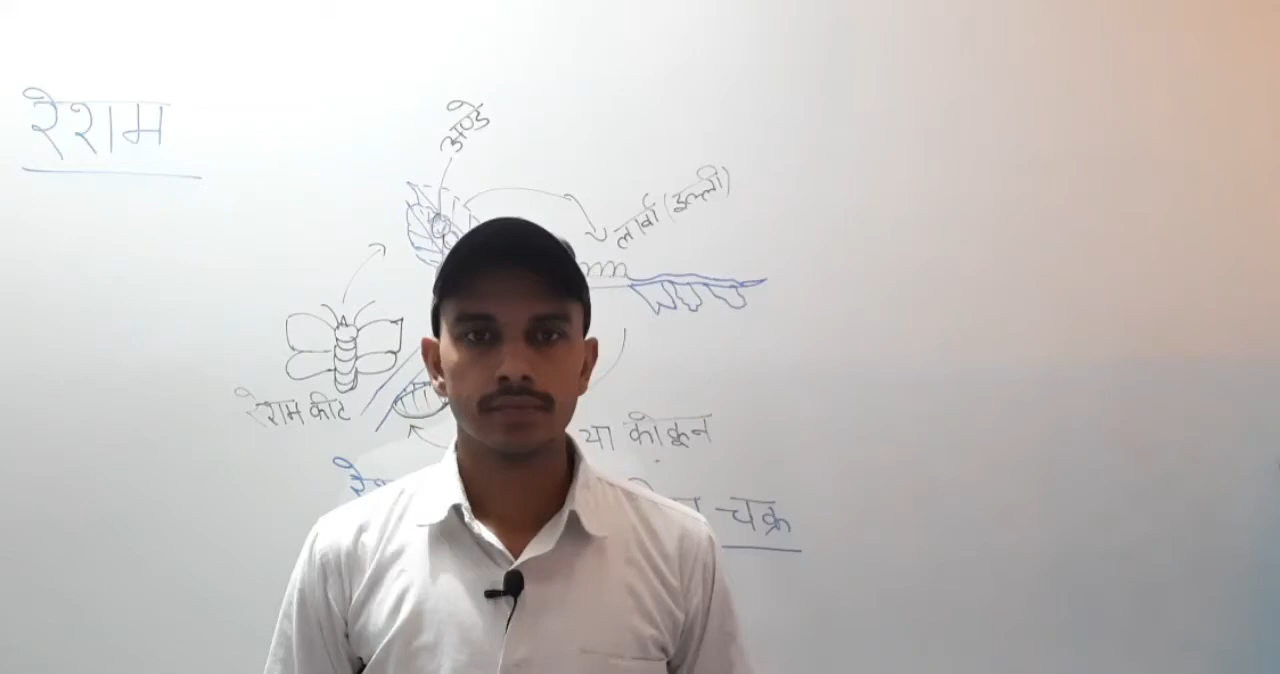 रेशम
अण्डे
लार्वा (इल्ली)
रेशम कीट
या कोकून
चक्र